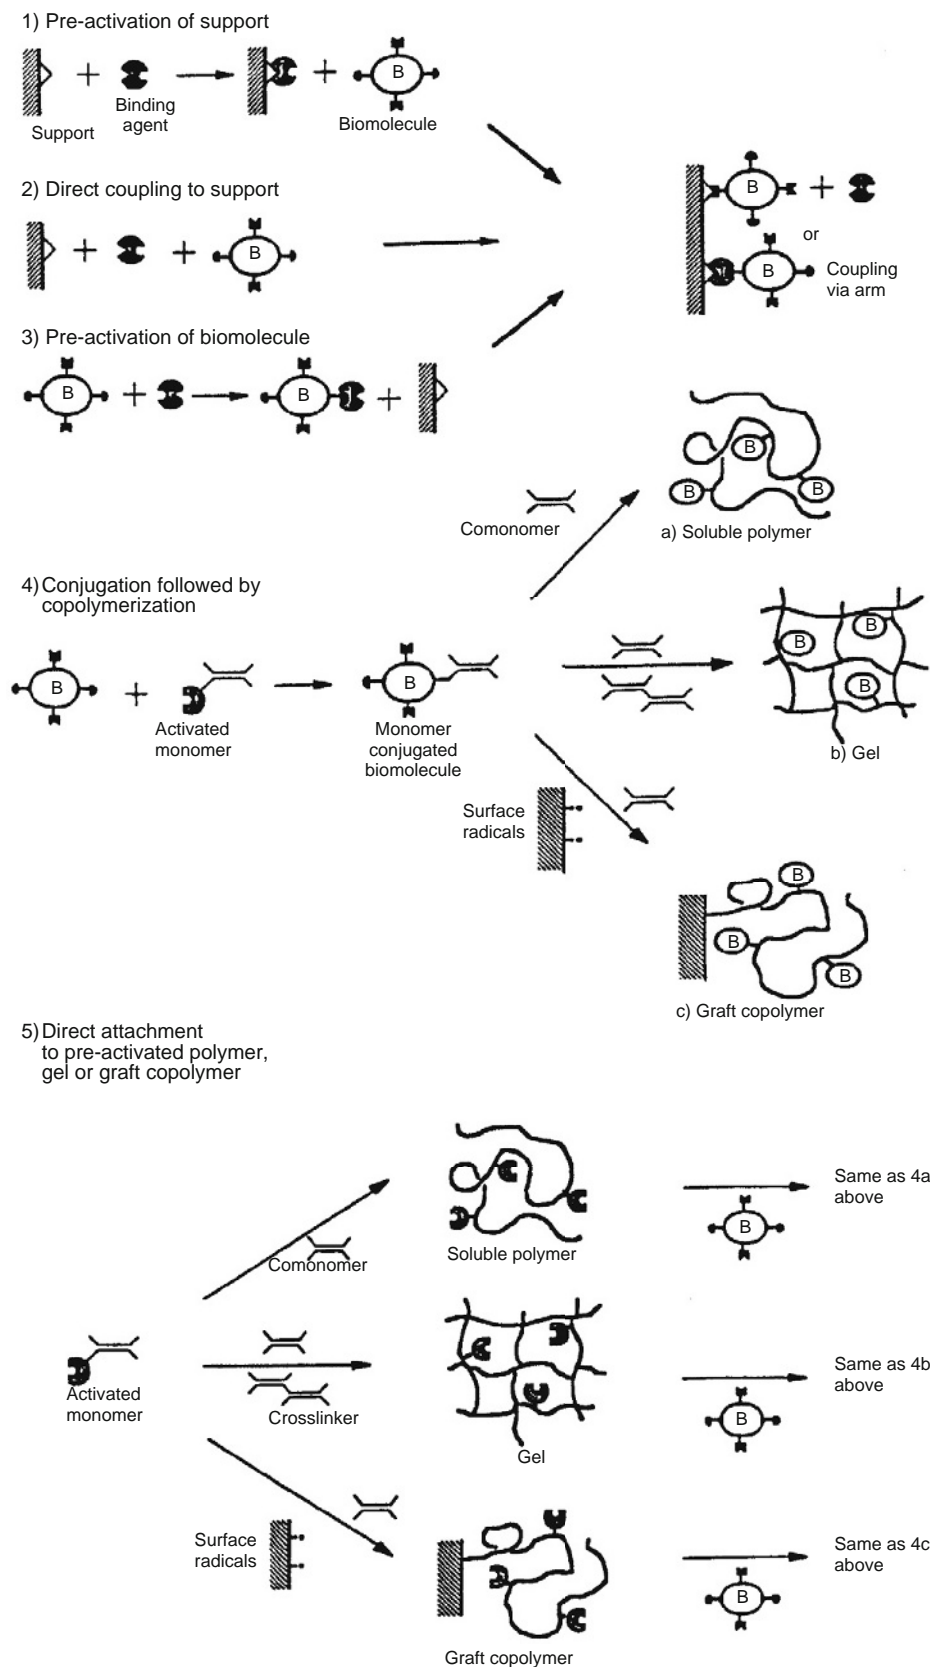 1) Pre-activation of support
+
+
B
Support
Binding
agent
Biomolecule
2) Direct coupling to support
+
+
B
B
+
or
B
Coupling
via arm
3) Pre-activation of biomolecule
B
+
B
+
Comonomer
B
B
B
a) Soluble polymer
4) Conjugation followed by
copolymerization
B
+
Activated
monomer
B
Monomer
conjugated
biomolecule
B
B
B
b) Gel
Surface
radicals
B
B
B
c) Graft copolymer
5) Direct attachment
to pre-activated polymer,
gel or graft copolymer
Comonomer
Soluble polymer
B
Same as 4a
above
Activated
monomer
Crosslinker
Gel
B
Same as 4b
above
Surface
radicals
Graft copolymer
B
Same as 4c
above